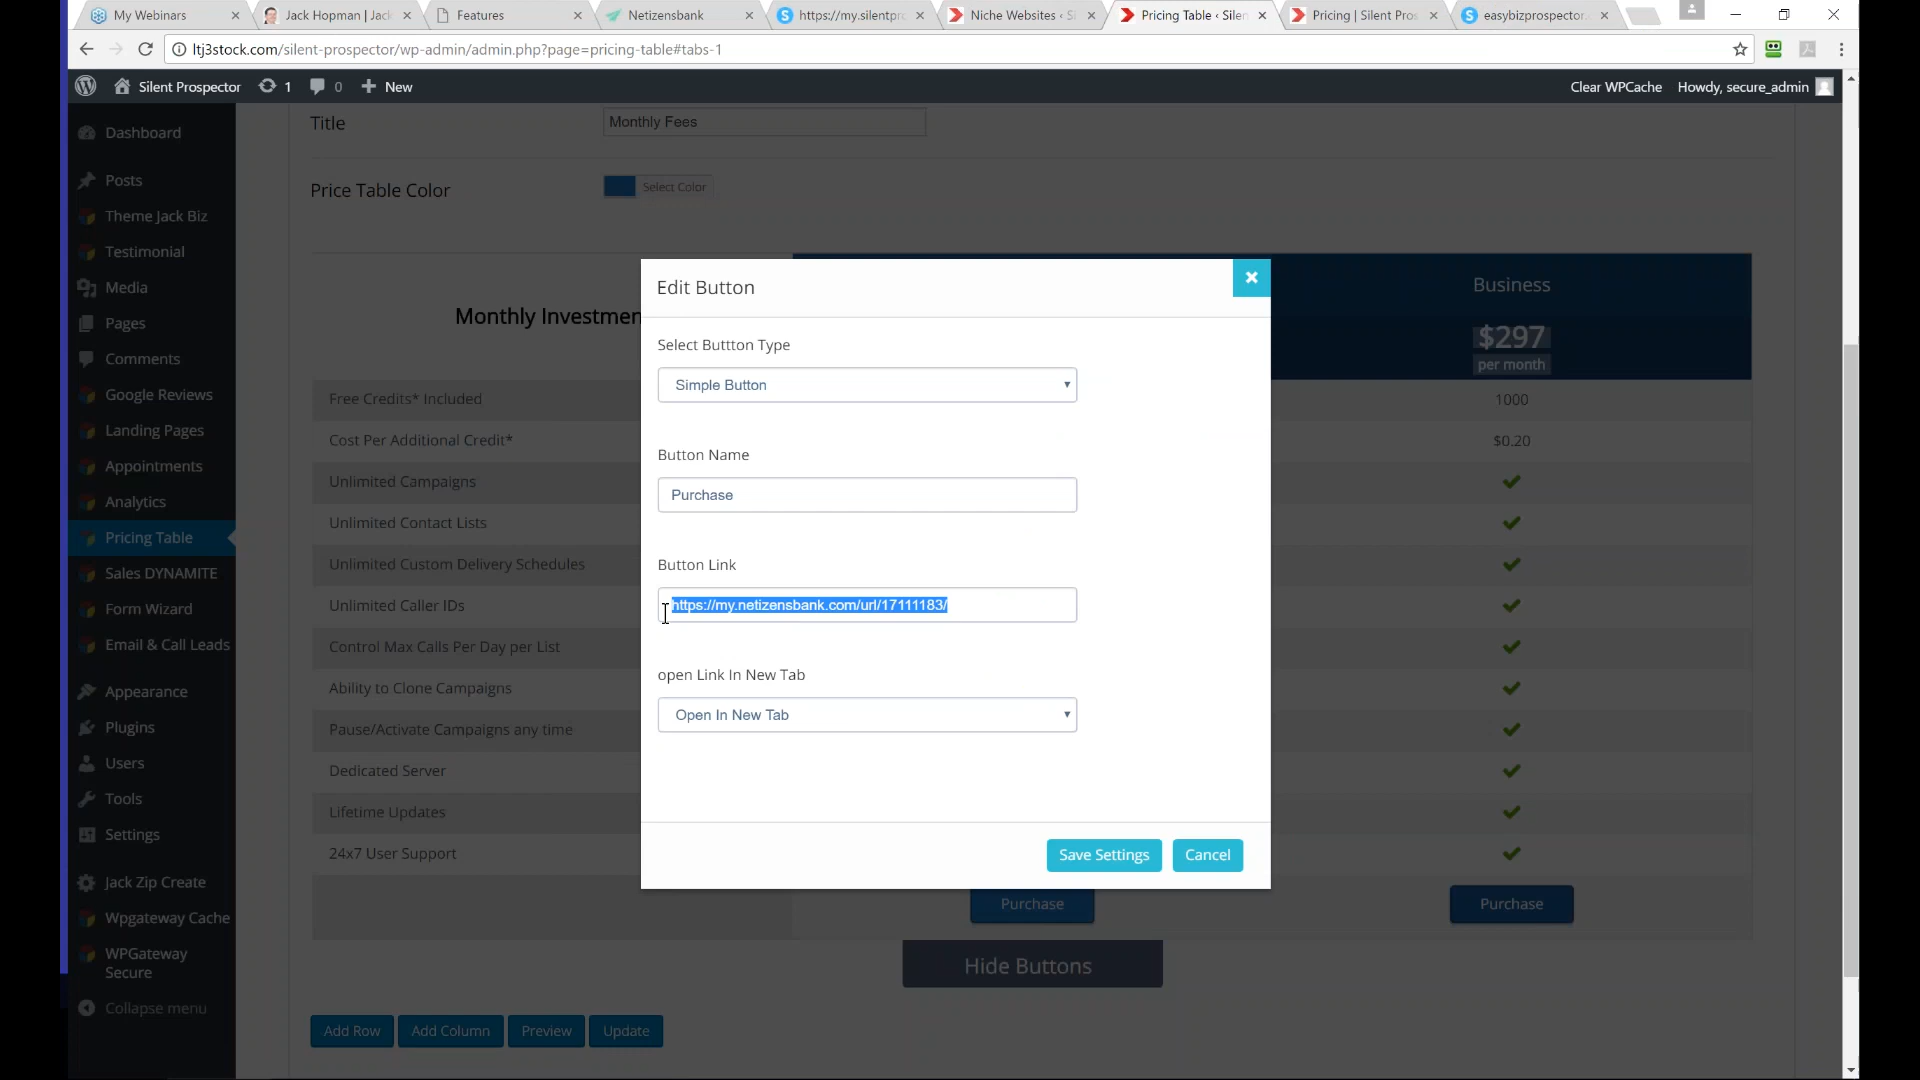 My Webinars
Jack Hopman | Jac
Features
Netizensbank
https://my.silentpro
Niche Websites ‹ Si
Pricing Table ‹ Silen
Pricing | Silent Pros
easybizprospector.
ltj3stock.com/silent-prospector/wp-admin/admin.php?page=pricing-table#tabs-1
Silent Prospector
1
0
New
Clear WPCache
Howdy, secure_admin
Dashboard
Posts
Theme Jack Biz
Testimonial
Media
Pages
Comments
Google Reviews
Landing Pages
Appointments
Analytics
Pricing Table
Sales DYNAMITE
Form Wizard
Email & Call Leads
Appearance
Plugins
Users
Tools
Settings
Jack Zip Create
Wpgateway Cache
WPGateway
Secure
Collapse menu
Title
Monthly Fees
Price Table Color
Select Color
Monthly Investmen
Business
$297
per month
Free Credits* Included
1000
Cost Per Additional Credit*
$0.20
Unlimited Campaigns
Unlimited Contact Lists
Unlimited Custom Delivery Schedules
Unlimited Caller IDs
Control Max Calls Per Day per List
Ability to Clone Campaigns
Pause/Activate Campaigns any time
Dedicated Server
Lifetime Updates
24x7 User Support
Edit Button
Select Buttton Type
Simple Button
Button Name
Purchase
Button Link
https://my.netizensbank.com/url/17111183/
open Link In New Tab
Open In New Tab
Save Settings
Cancel
Purchase
Purchase
Hide Buttons
Add Row
Add Column
Preview
Update